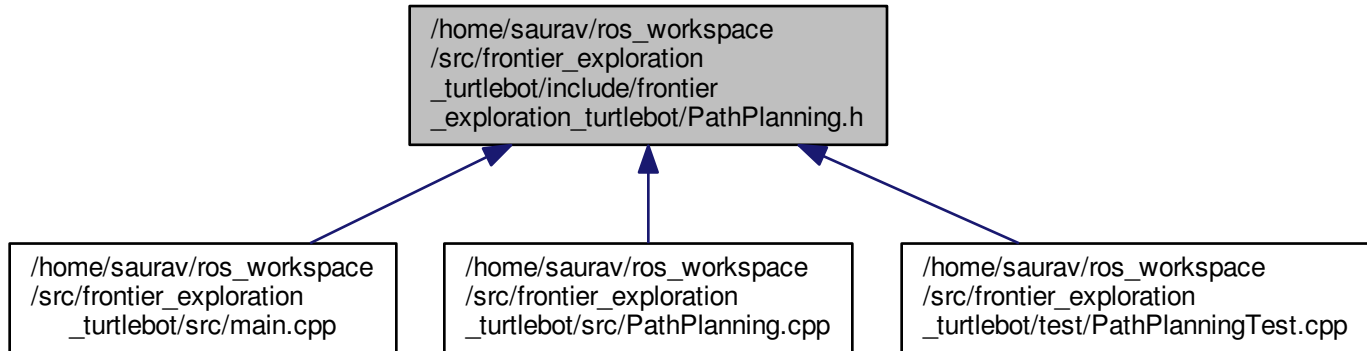 /home/saurav/ros_workspace
/src/frontier_exploration
_turtlebot/include/frontier
_exploration_turtlebot/PathPlanning.h
/home/saurav/ros_workspace
/src/frontier_exploration
_turtlebot/src/main.cpp
/home/saurav/ros_workspace
/src/frontier_exploration
_turtlebot/src/PathPlanning.cpp
/home/saurav/ros_workspace
/src/frontier_exploration
_turtlebot/test/PathPlanningTest.cpp